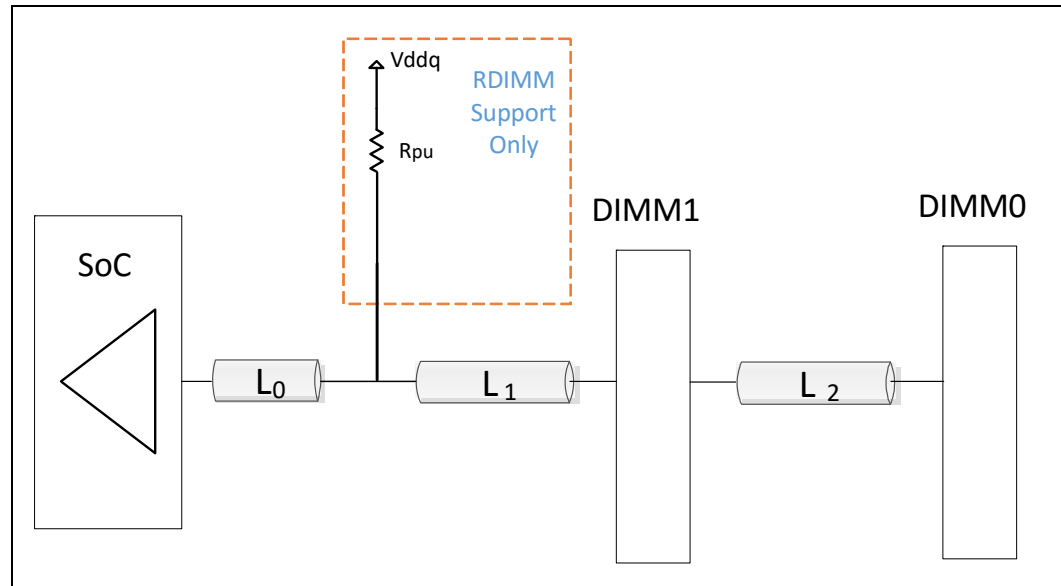 Vddq
RDIMM
Support
Only
Rpu
DIMM1
DIMM0
SoC
L0
L1
L2